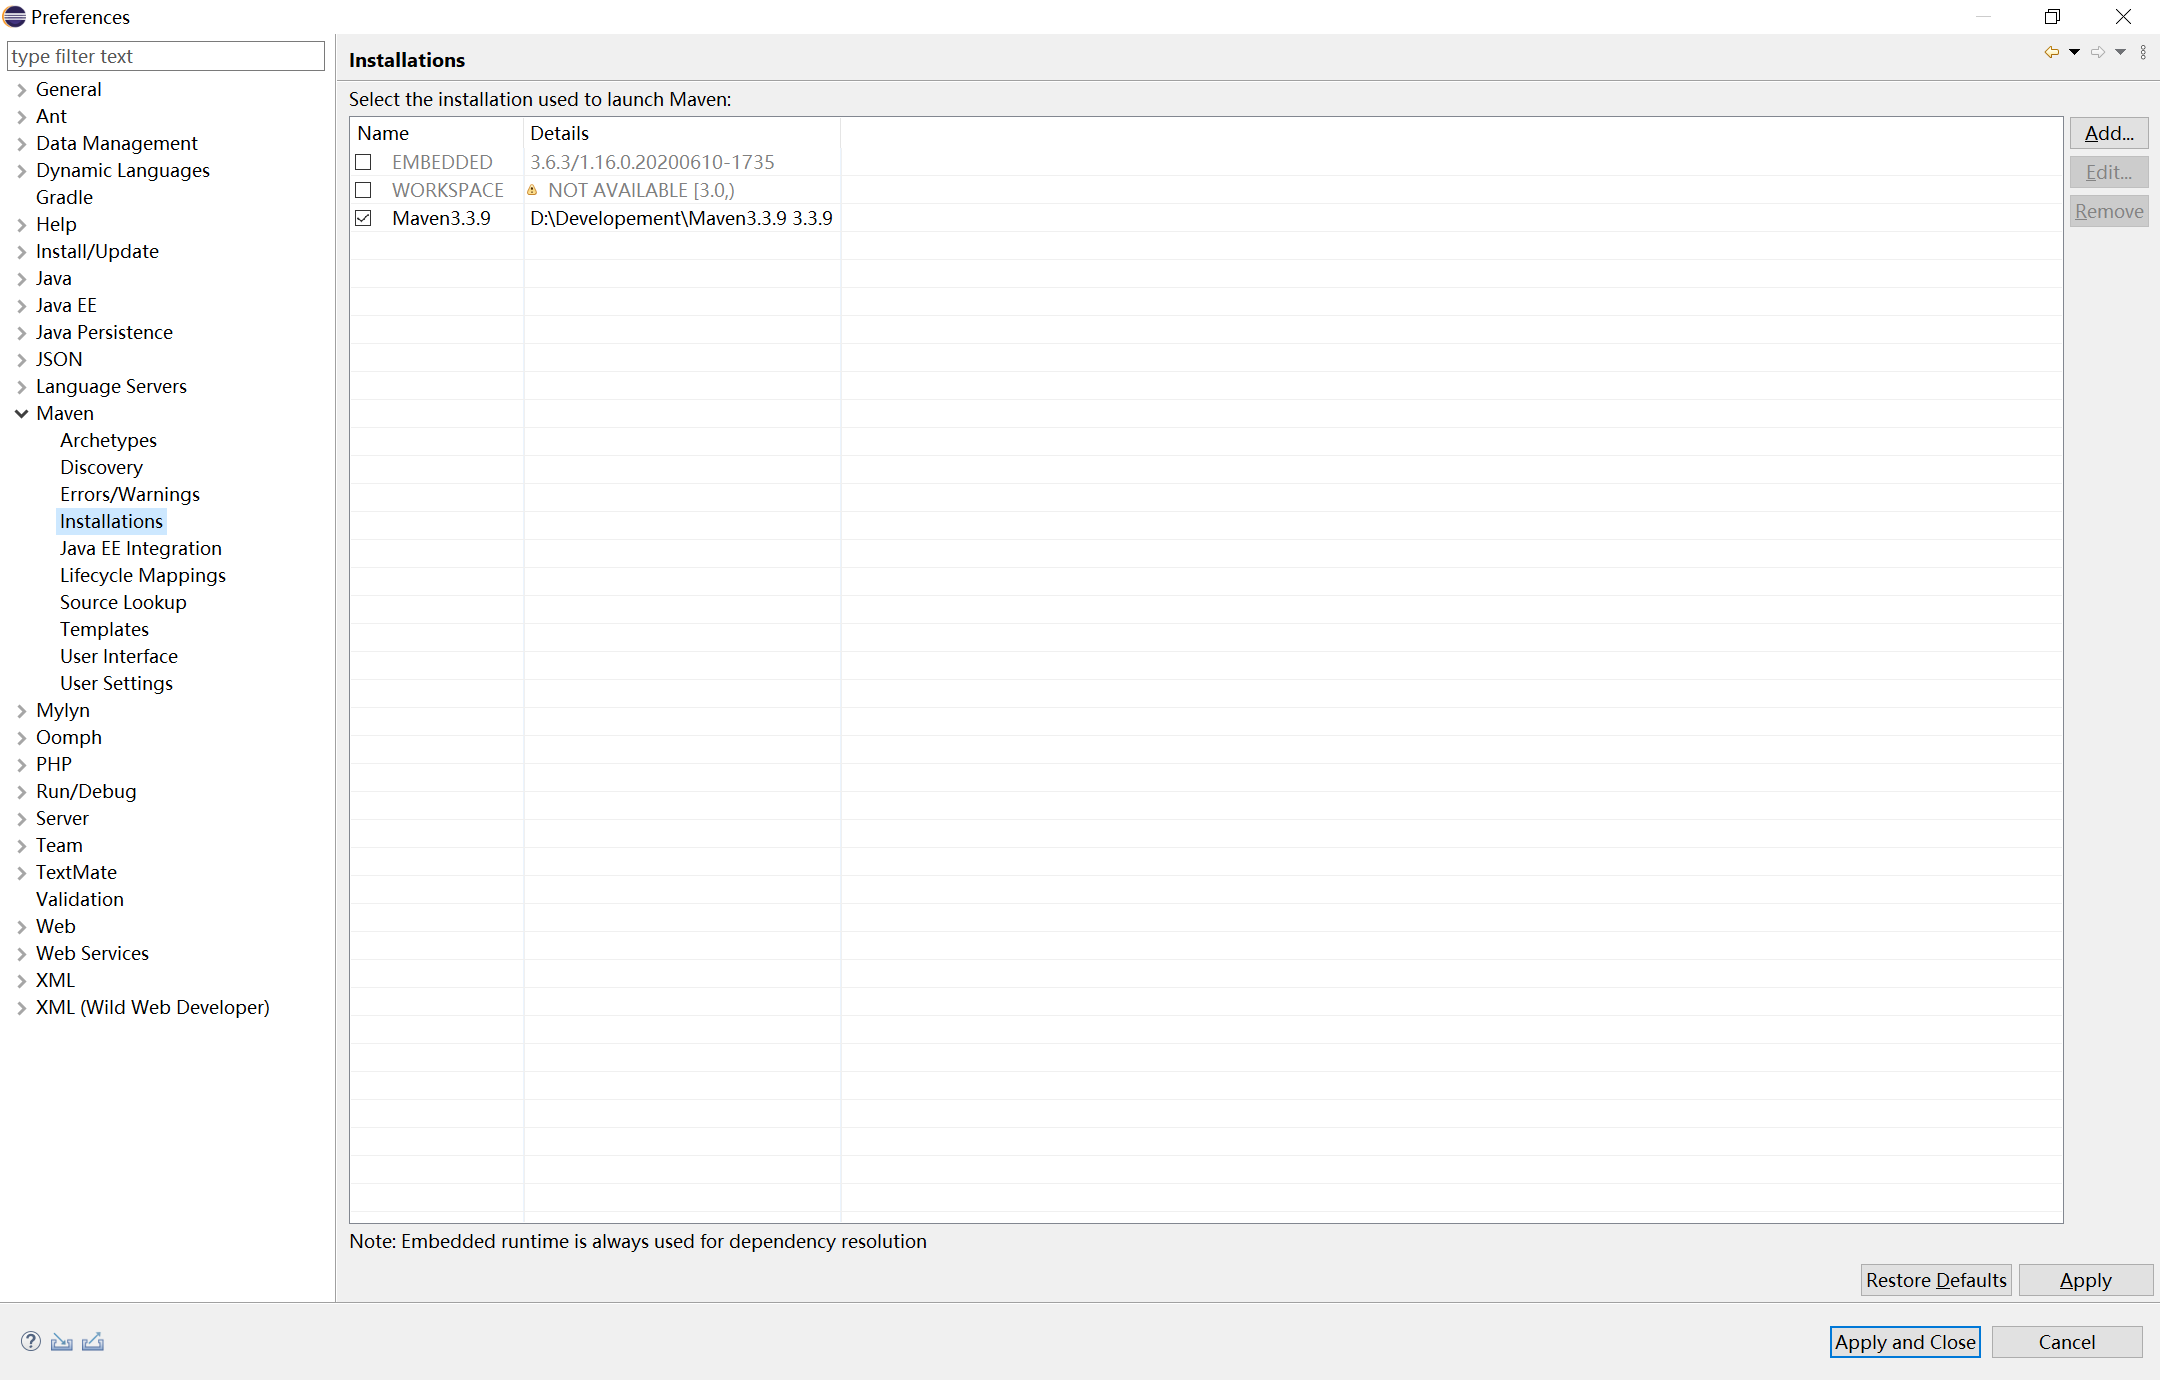 Preferences
type filter text
General
Ant
Data Management
Dynamic Languages
Gradle
Help
Install/Update
Java
Java EE
Java Persistence
JSON
Language Servers
Maven
Archetypes
Discovery
Errors/Warnings
Installations
Java EE Integration
Lifecycle Mappings
Source Lookup
Templates
User Interface
User Settings
Mylyn
Oomph
PHP
Run/Debug
Server
Team
TextMate
Validation
Web
Web Services
XML
XML (Wild Web Developer)
Installations
Select the installation used to launch Maven:
Name Details
EMBEDDED 3.6.3/1.16.0.20200610-1735
WORKSPACE NOT AVAILABLE [3.0,)
Maven3.3.9 D:\Developement\Maven3.3.9 3.3.9
Add...
Edit...
Remove
Note: Embedded runtime is always used for dependency resolution
Restore Defaults Apply
Apply and Close Cancel